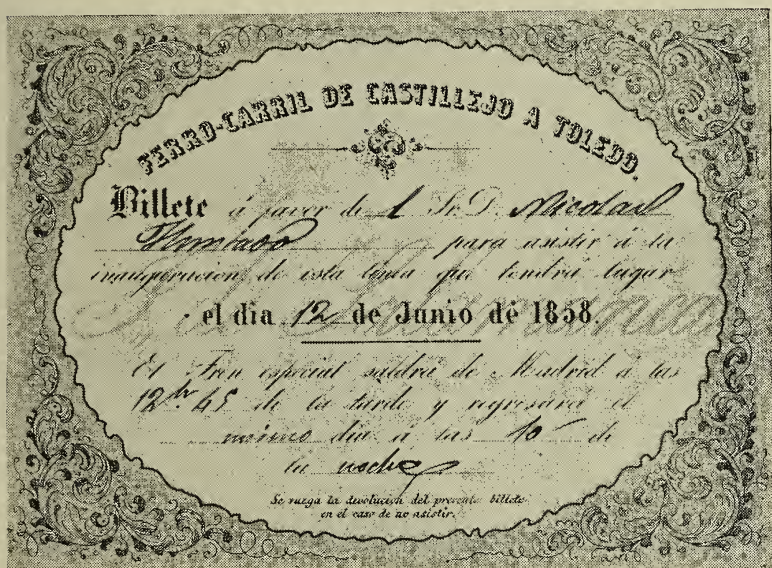 FERRO-CARRIL DE CASTILLEJO A TOLEDO.
Billete á favor de l Sr. D. Nicolas
Hurtado para asistir á la
inauguracion de esta linea que tendrá lugar
el dia 12 de Junio de 1858.
El Tren especial saldrá de Madrid á las
12 hs 45 de la tarde y regresará el
mismo dia á las 10 de
la noche
Se ruega la devolucion del presente billete
en el caso de no asistir.